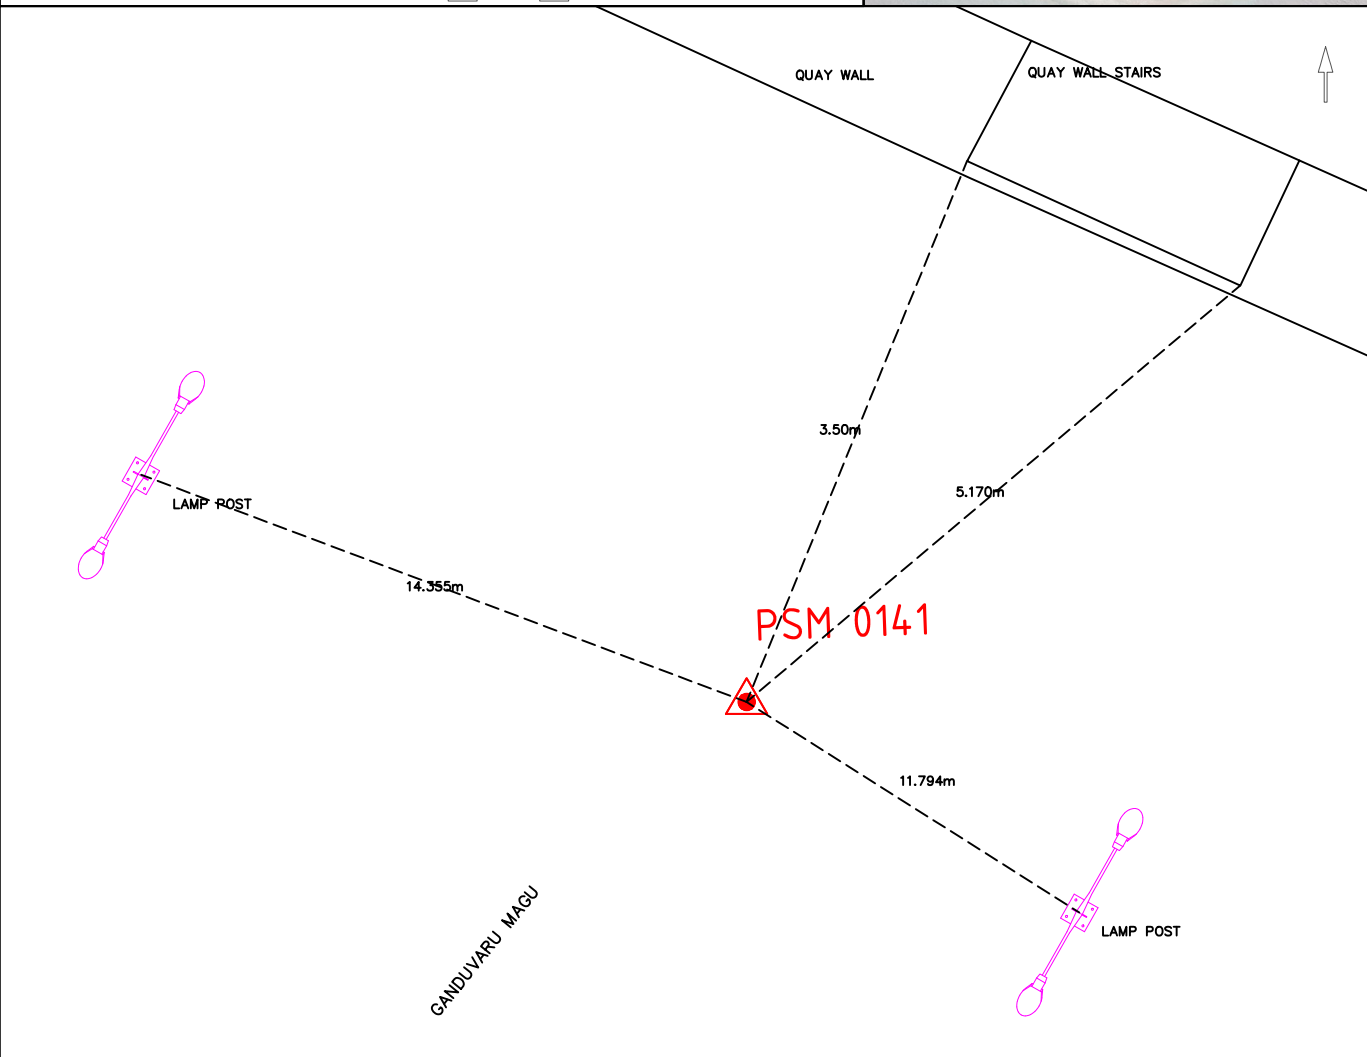 QUAY WALL
QUAY WALL STAIRS
3.50m
5.170m
LAMP POST
14.355m
PSM 0141
11.794m
GANDUVARU MAGU
LAMP POST